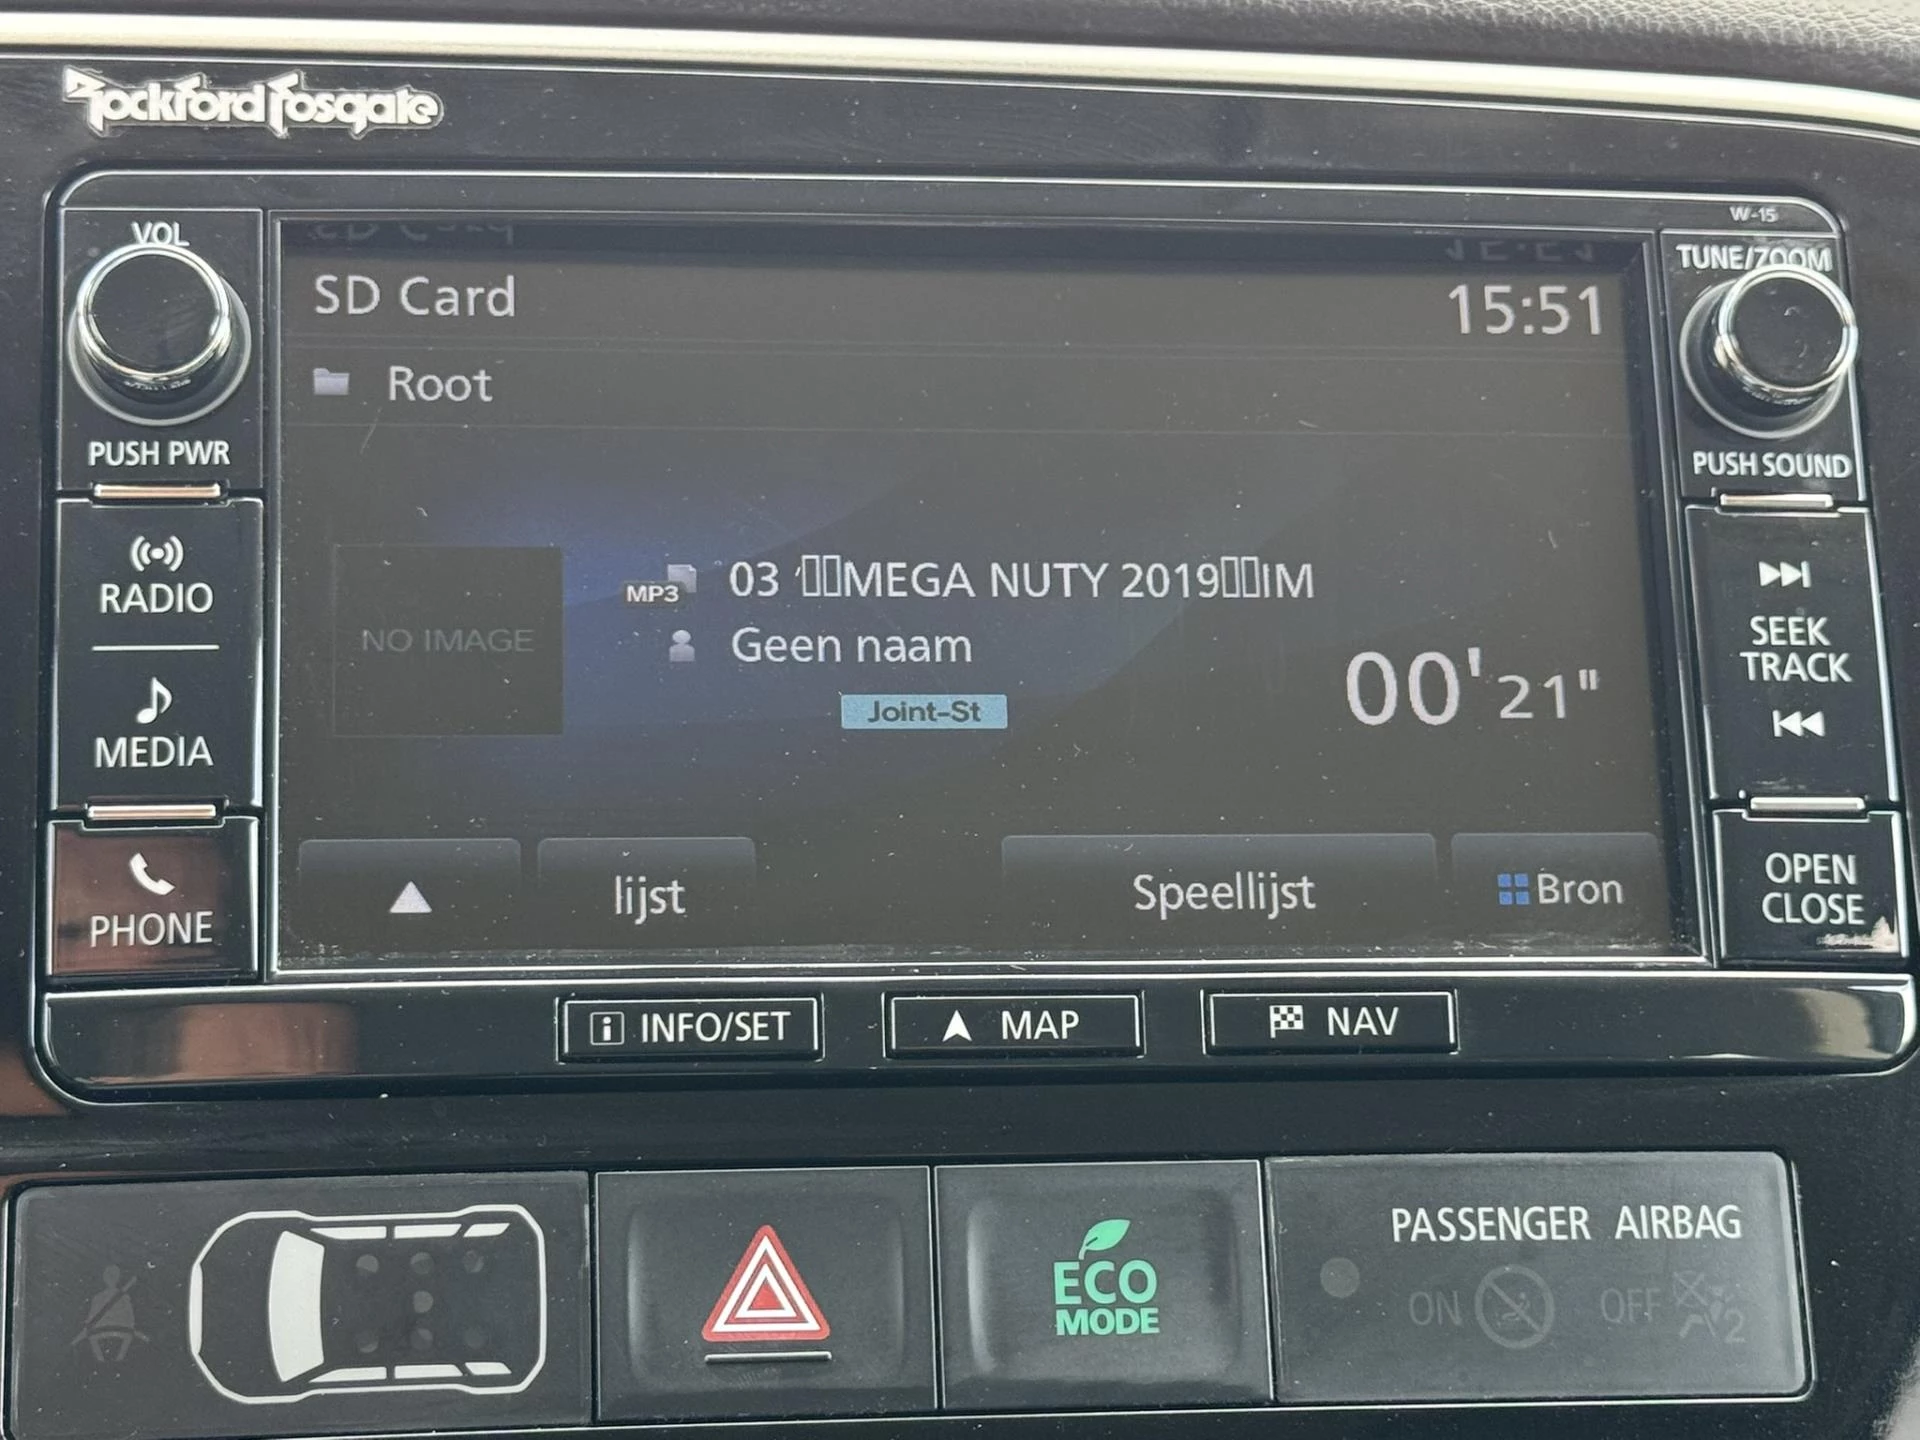 Rockford Fosgate
W-15
VOL
TUNE/ZOOM
SD Card
15:51
Root
PUSH PWR
PUSH SOUND
RADIO
MP3
03 '▯▯MEGA NUTY 2019▯▯IM
NO IMAGE
Geen naam
SEEK
TRACK
00' 21"
Joint-St
MEDIA
lijst
Speellijst
Bron
OPEN
CLOSE
PHONE
INFO/SET
MAP
NAV
PASSENGER AIRBAG
ECO
MODE
ON
OFF
2